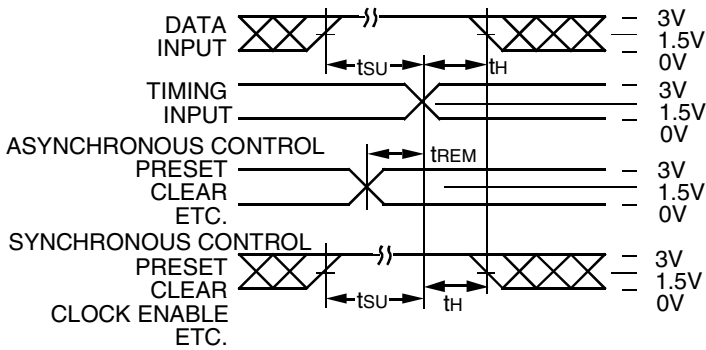 DATA
INPUT
3V
1.5V
0V
tSU
tH
TIMING
INPUT
3V
1.5V
0V
ASYNCHRONOUS CONTROL
tREM
PRESET
CLEAR
ETC.
3V
1.5V
0V
SYNCHRONOUS CONTROL
PRESET
CLEAR
CLOCK ENABLE
ETC.
3V
1.5V
0V
tSU
tH